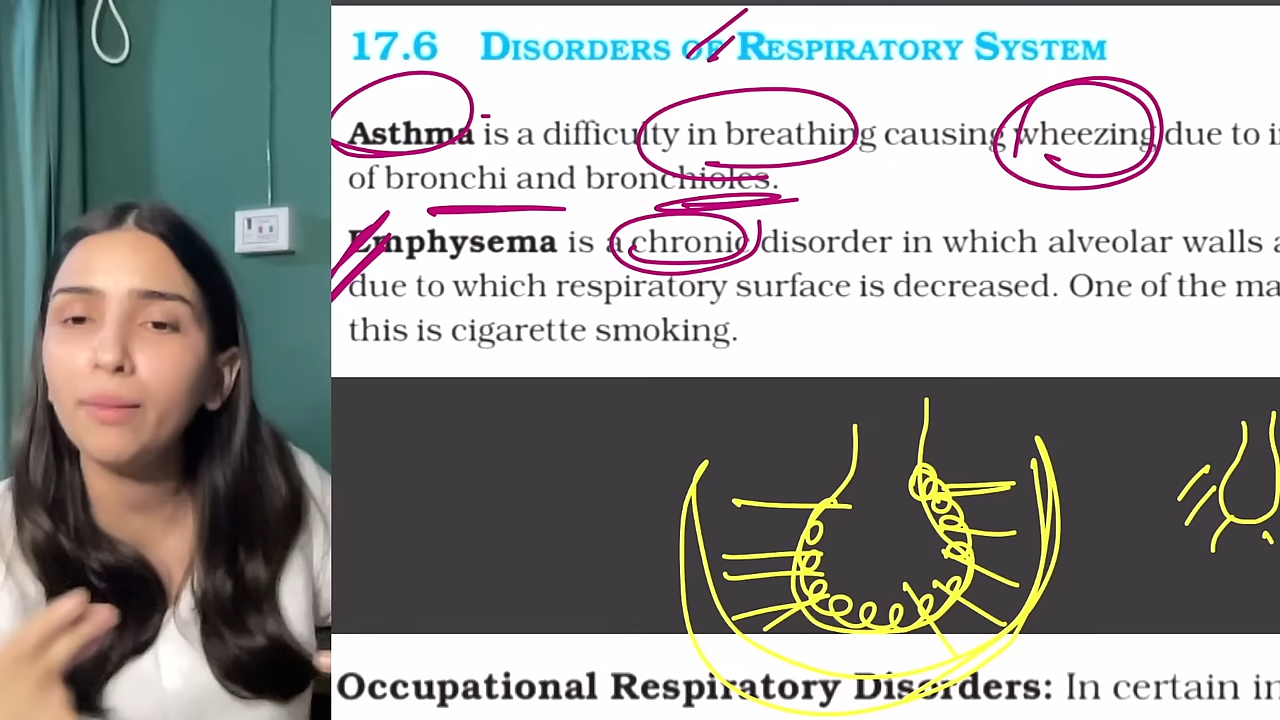 17.6 DISORDERS OF RESPIRATORY SYSTEM
Asthma is a difficulty in breathing causing wheezing due to
of bronchi and bronchioles.
Emphysema is a chronic disorder in which alveolar walls
due to which respiratory surface is decreased. One of the
this is cigarette smoking.
Occupational Respiratory Disorders: In certain